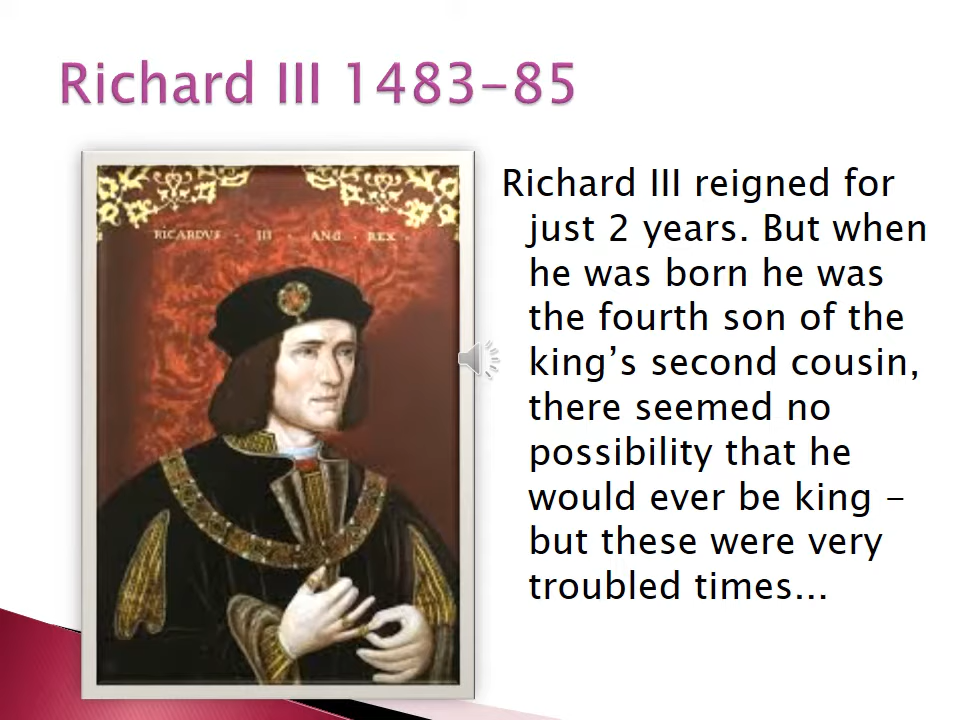 Richard III 1483-85
RICARDVS · III · ANG · REX ·
Richard III reigned for
just 2 years. But when
he was born he was
the fourth son of the
king’s second cousin,
there seemed no
possibility that he
would ever be king -
but these were very
troubled times...